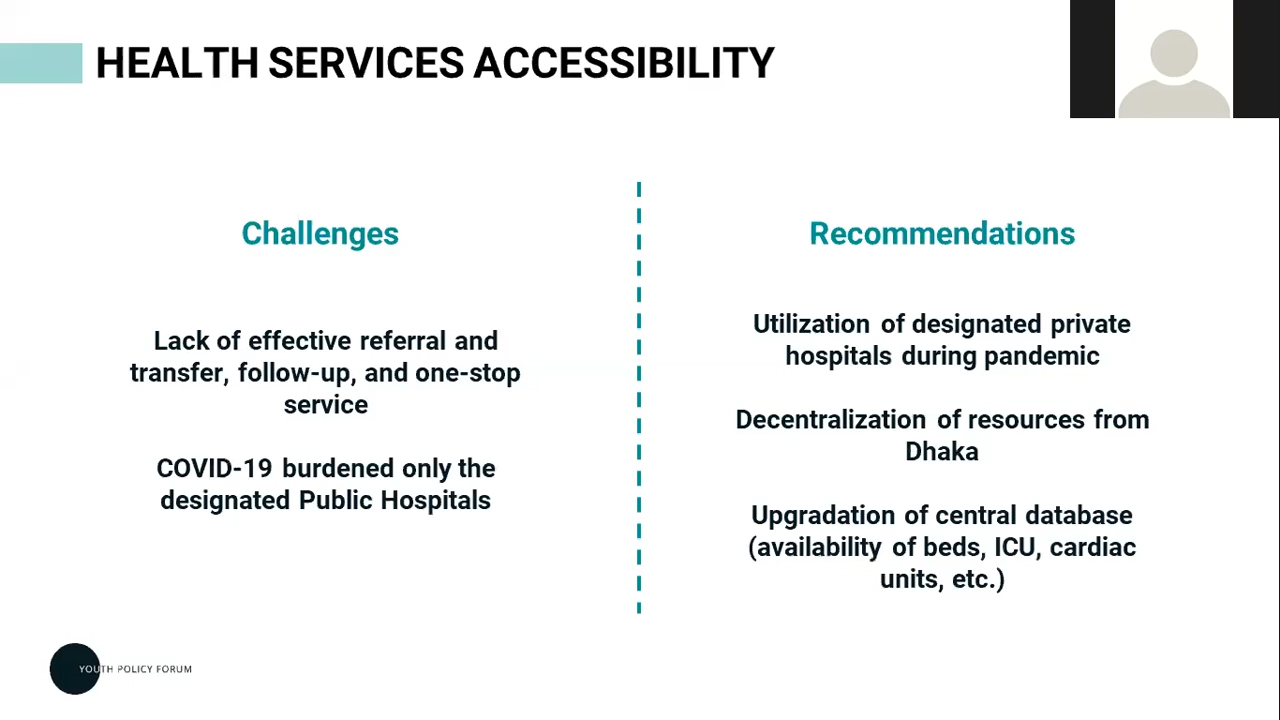 HEALTH SERVICES ACCESSIBILITY
Challenges
Lack of effective referral and
transfer, follow-up, and one-stop
service
COVID-19 burdened only the
designated Public Hospitals
Recommendations
Utilization of designated private
hospitals during pandemic
Decentralization of resources from
Dhaka
Upgradation of central database
(availability of beds, ICU, cardiac
units, etc.)
YOUTH POLICY FORUM